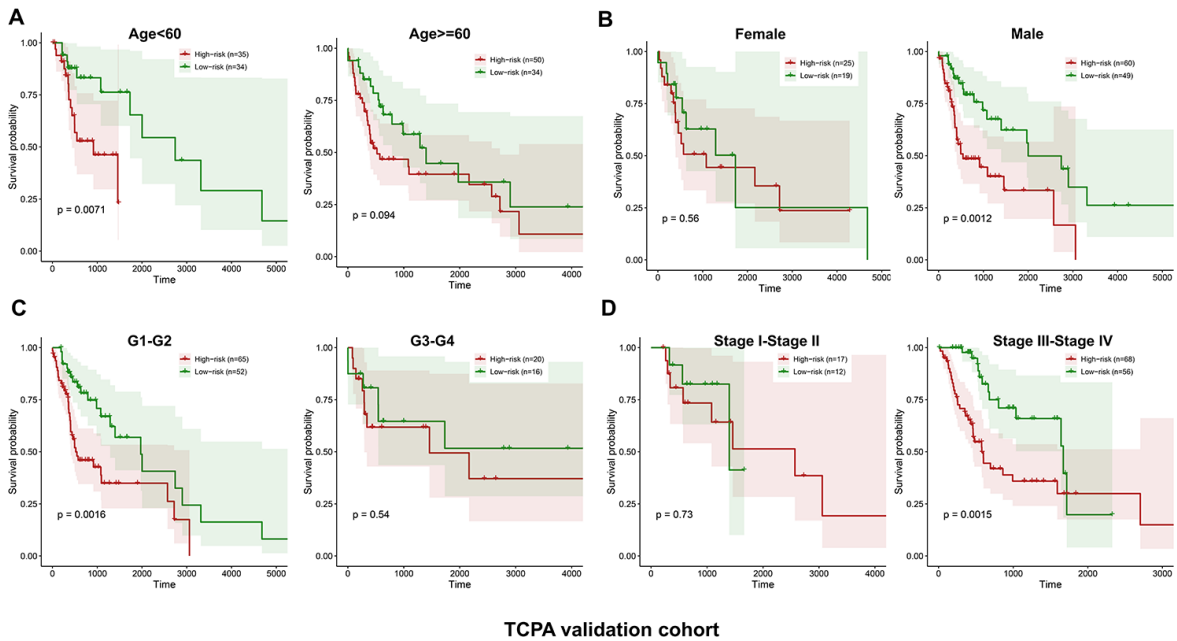 A
Age<60
High-risk (n=35)
Low-risk (n=34)
Survival probability
1.00
0.75
0.50
0.25
0.00
p = 0.0071
0 1000 2000 3000 4000 5000
Time
Age>=60
High-risk (n=50)
Low-risk (n=34)
Survival probability
1.00
0.75
0.50
0.25
0.00
p = 0.094
0 1000 2000 3000 4000
Time
B
Female
High-risk (n=25)
Low-risk (n=19)
Survival probability
1.00
0.75
0.50
0.25
0.00
p = 0.56
0 1000 2000 3000 4000 5000
Time
Male
High-risk (n=60)
Low-risk (n=49)
Survival probability
1.00
0.75
0.50
0.25
0.00
p = 0.0012
0 1000 2000 3000 4000 5000
Time
C
G1-G2
High-risk (n=65)
Low-risk (n=52)
Survival probability
1.00
0.75
0.50
0.25
0.00
p = 0.0016
0 1000 2000 3000 4000 5000
Time
G3-G4
High-risk (n=20)
Low-risk (n=16)
Survival probability
1.00
0.75
0.50
0.25
0.00
p = 0.54
0 1000 2000 3000 4000
Time
D
Stage I-Stage II
High-risk (n=17)
Low-risk (n=12)
Survival probability
1.00
0.75
0.50
0.25
0.00
p = 0.73
0 1000 2000 3000 4000
Time
Stage III-Stage IV
High-risk (n=68)
Low-risk (n=56)
Survival probability
1.00
0.75
0.50
0.25
0.00
p = 0.0015
0 1000 2000 3000
Time
TCPA validation cohort